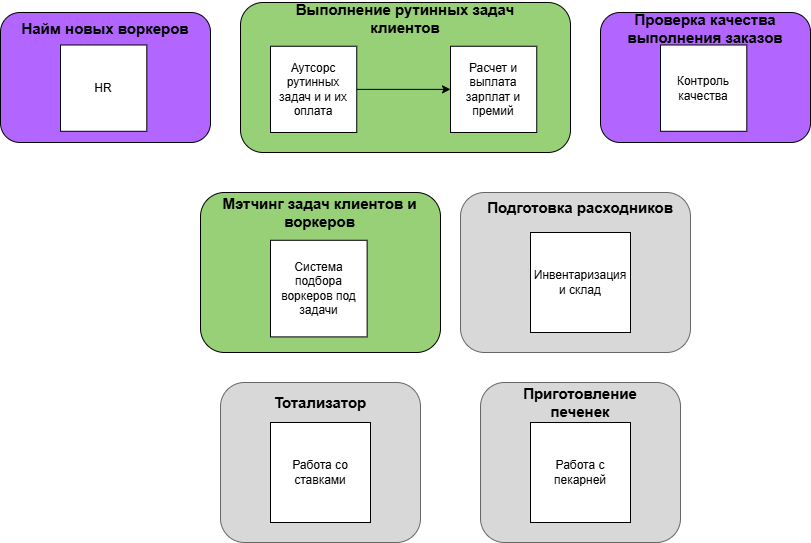 Найм новых воркеров
HR
Выполнение рутинных задач
клиентов
Аутсорс
рутинных
задач и и их
оплата
Расчет и
выплата
зарплат и
премий
Проверка качества
выполнения заказов
Контроль
качества
Мэтчинг задач клиентов и
воркеров
Система
подбора
воркеров под
задачи
Подготовка расходников
Инвентаризация
и склад
Тотализатор
Работа со
ставками
Приготовление
печенек
Работа с
пекарней